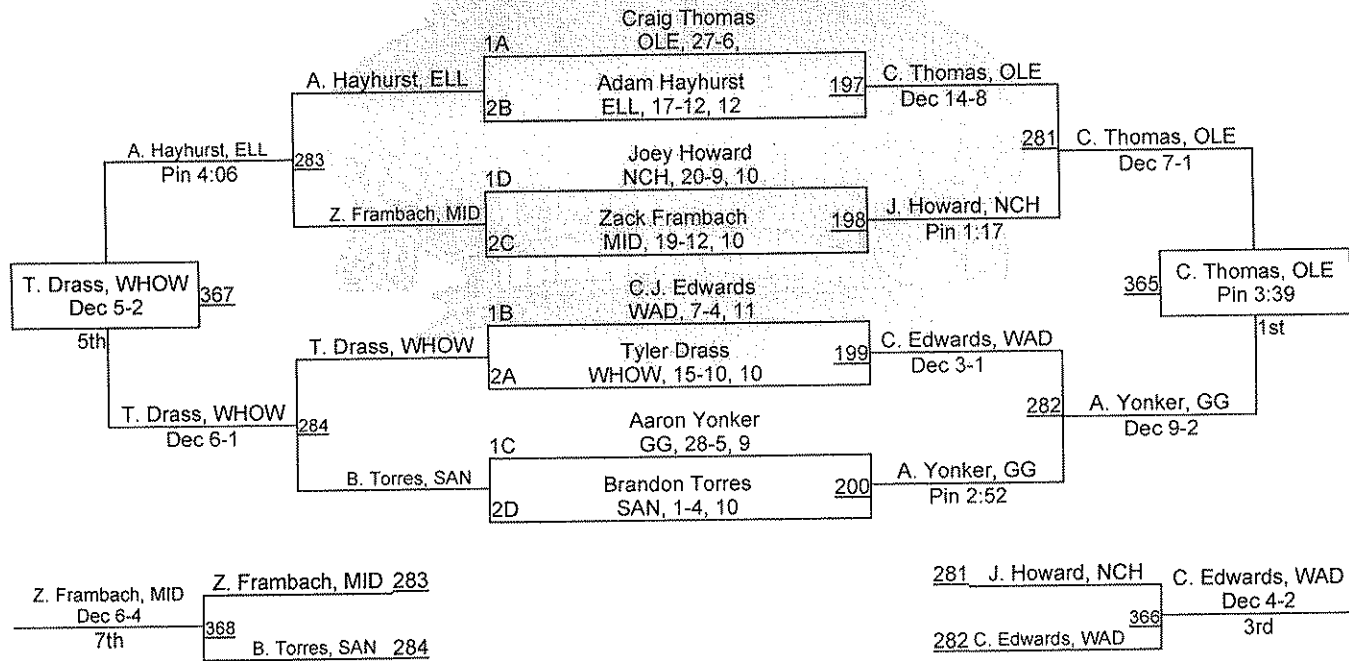 Craig Thomas
1A OLE, 27-6,
A. Hayhurst, ELL
Adam Hayhurst
2B ELL, 17-12, 12
197
C. Thomas, OLE
Dec 14-8
A. Hayhurst, ELL
Pin 4:06
283
281
C. Thomas, OLE
Dec 7-1
Joey Howard
1D NCH, 20-9, 10
Z. Frambach, MID
Zack Frambach
2C MID, 19-12, 10
198
J. Howard, NCH
Pin 1:17
T. Drass, WHOW
Dec 5-2
367
5th
365
C. Thomas, OLE
Pin 3:39
1st
C.J. Edwards
1B WAD, 7-4, 11
T. Drass, WHOW
Tyler Drass
2A WHOW, 15-10, 10
199
C. Edwards, WAD
Dec 3-1
T. Drass, WHOW
Dec 6-1
284
282
A. Yonker, GG
Dec 9-2
Aaron Yonker
1C GG, 28-5, 9
B. Torres, SAN
Brandon Torres
2D SAN, 1-4, 10
200
A. Yonker, GG
Pin 2:52
Z. Frambach, MID 283
Z. Frambach, MID
Dec 6-4
7th
368
B. Torres, SAN 284
281 J. Howard, NCH
366
C. Edwards, WAD
Dec 4-2
3rd
282 C. Edwards, WAD